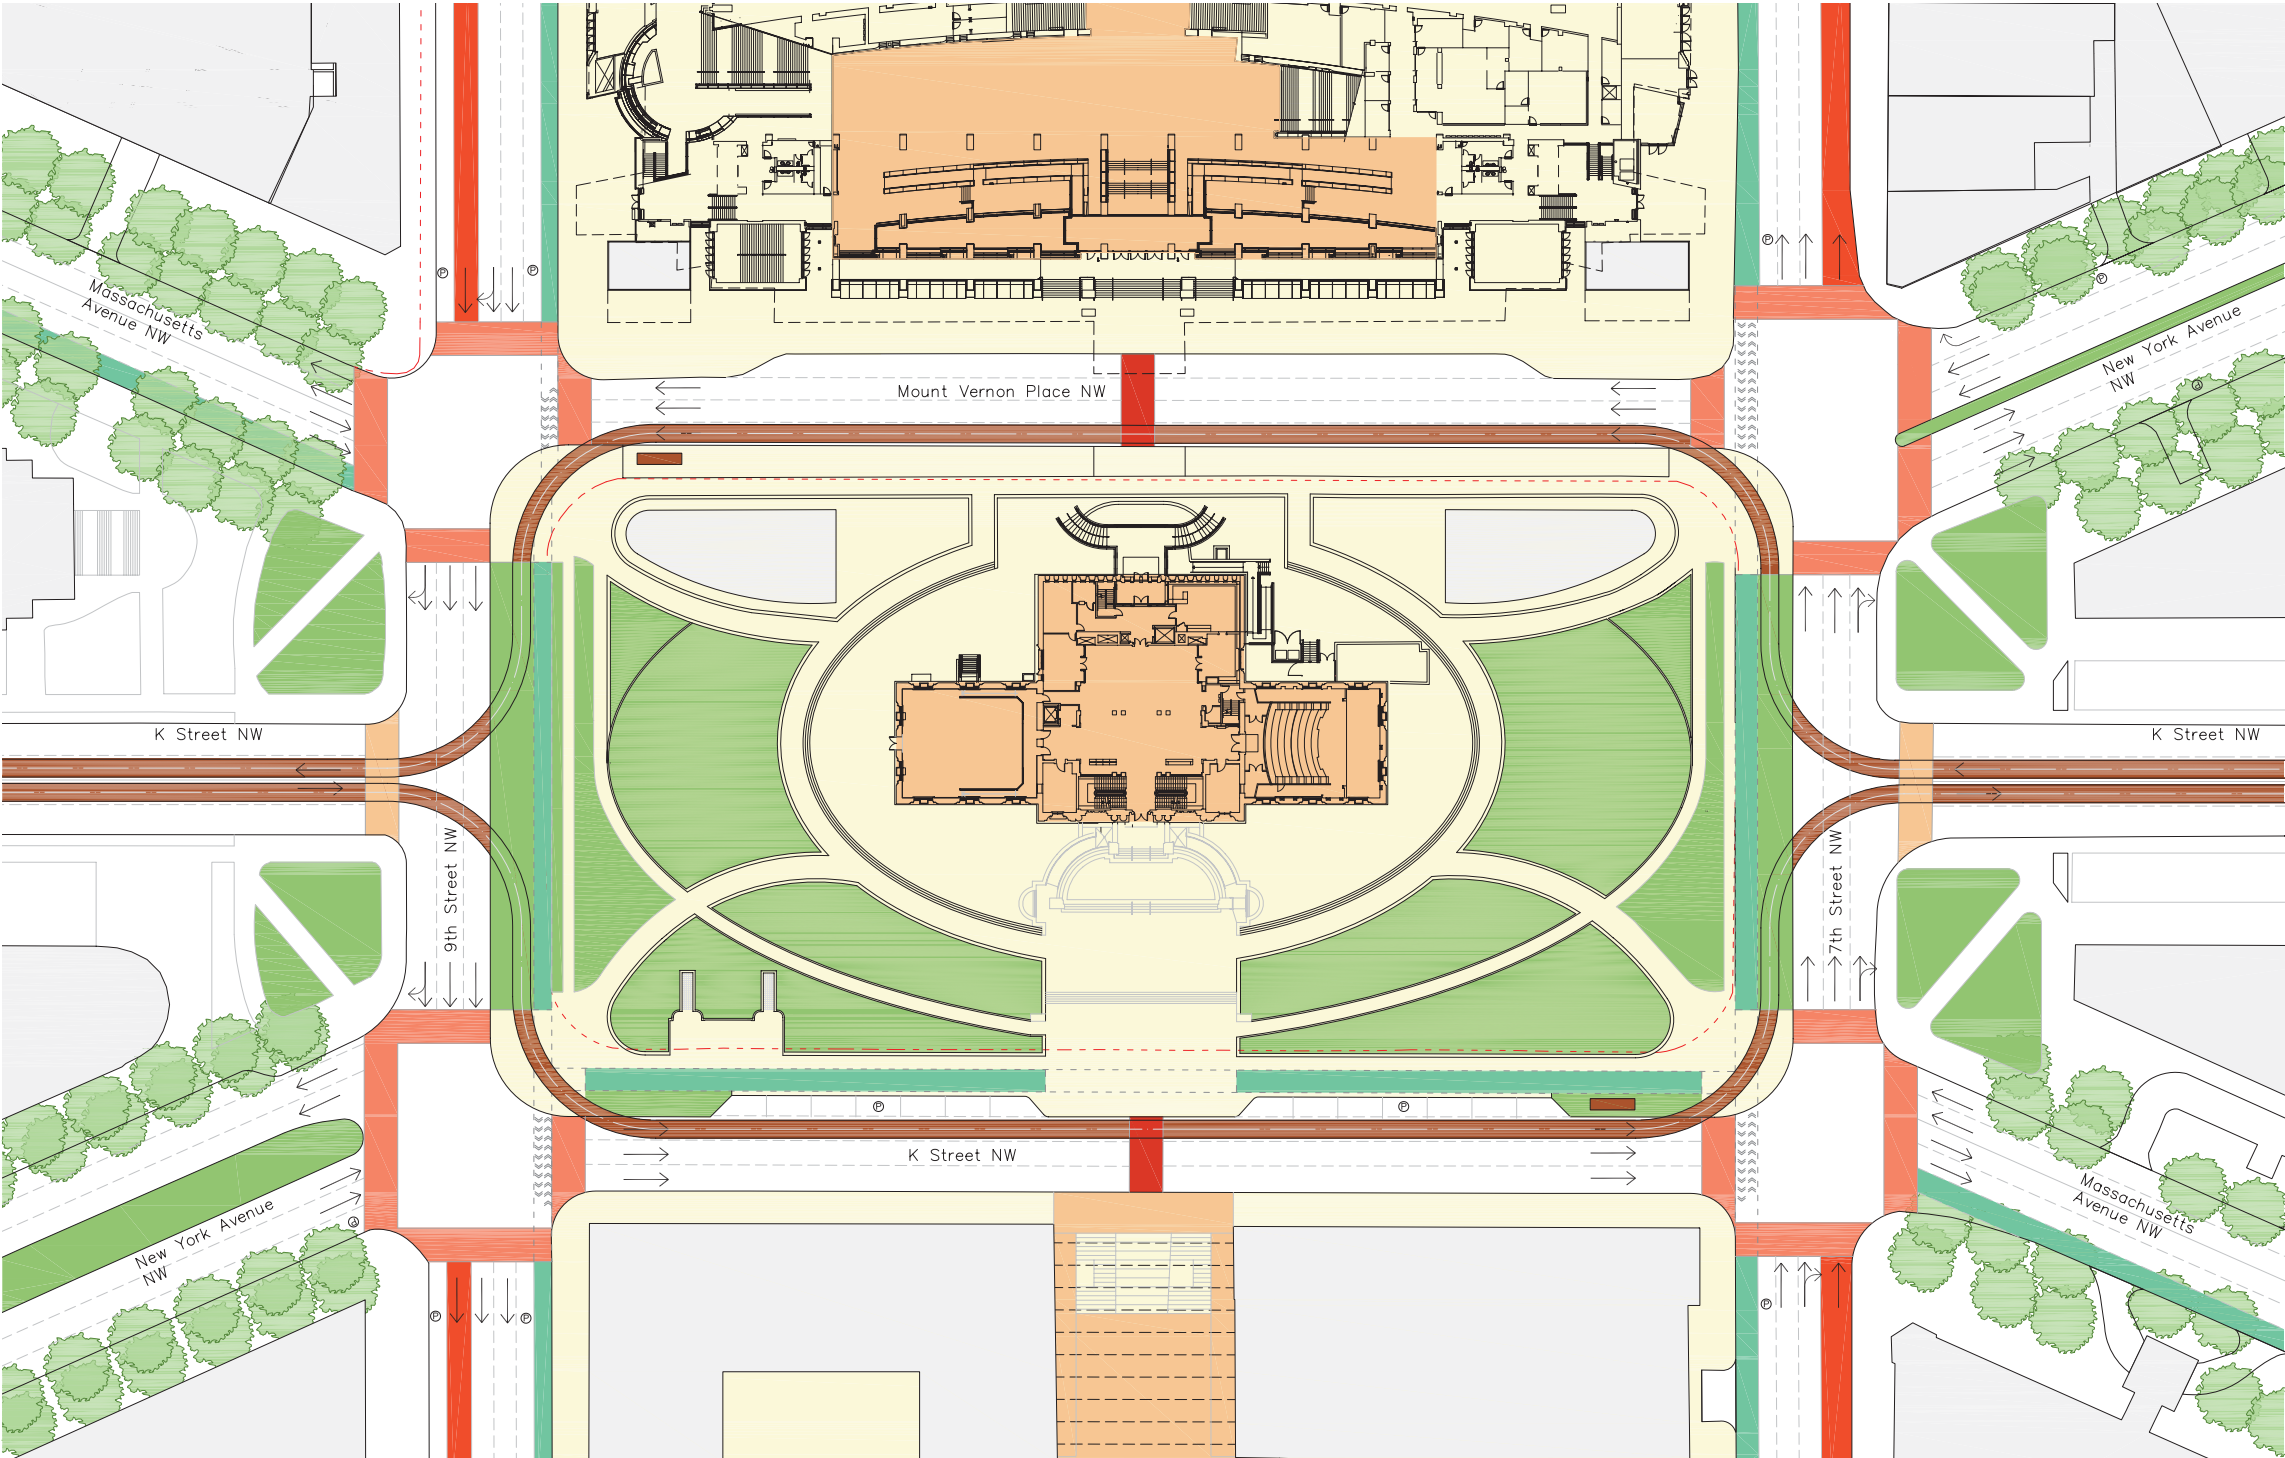 Massachusetts
Avenue NW
P
P
P
P
Mount Vernon Place NW
New York Avenue
NW
P
K Street NW
K Street NW
9th Street NW
7th Street NW
P
P
K Street NW
New York Avenue
NW
P
Massachusetts
Avenue NW
P
P
P